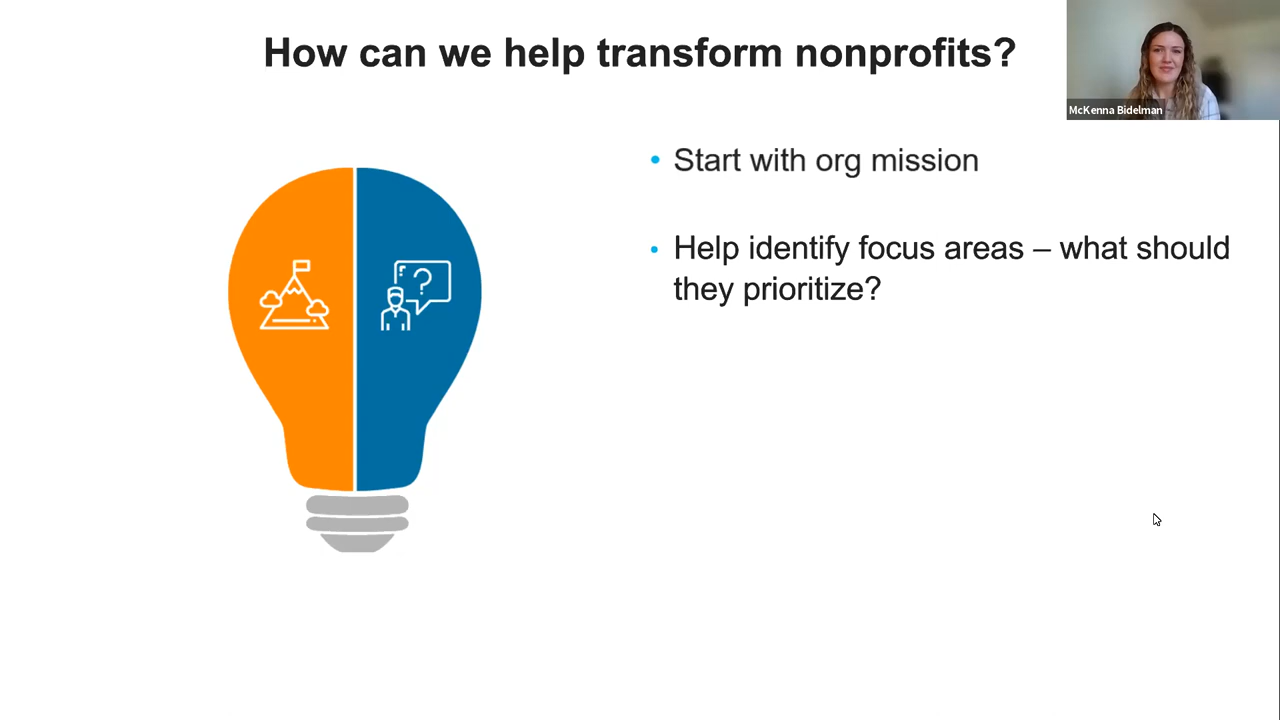 How can we help transform nonprofits?
McKenna Bidelman
• Start with org mission
• Help identify focus areas – what should
they prioritize?
?